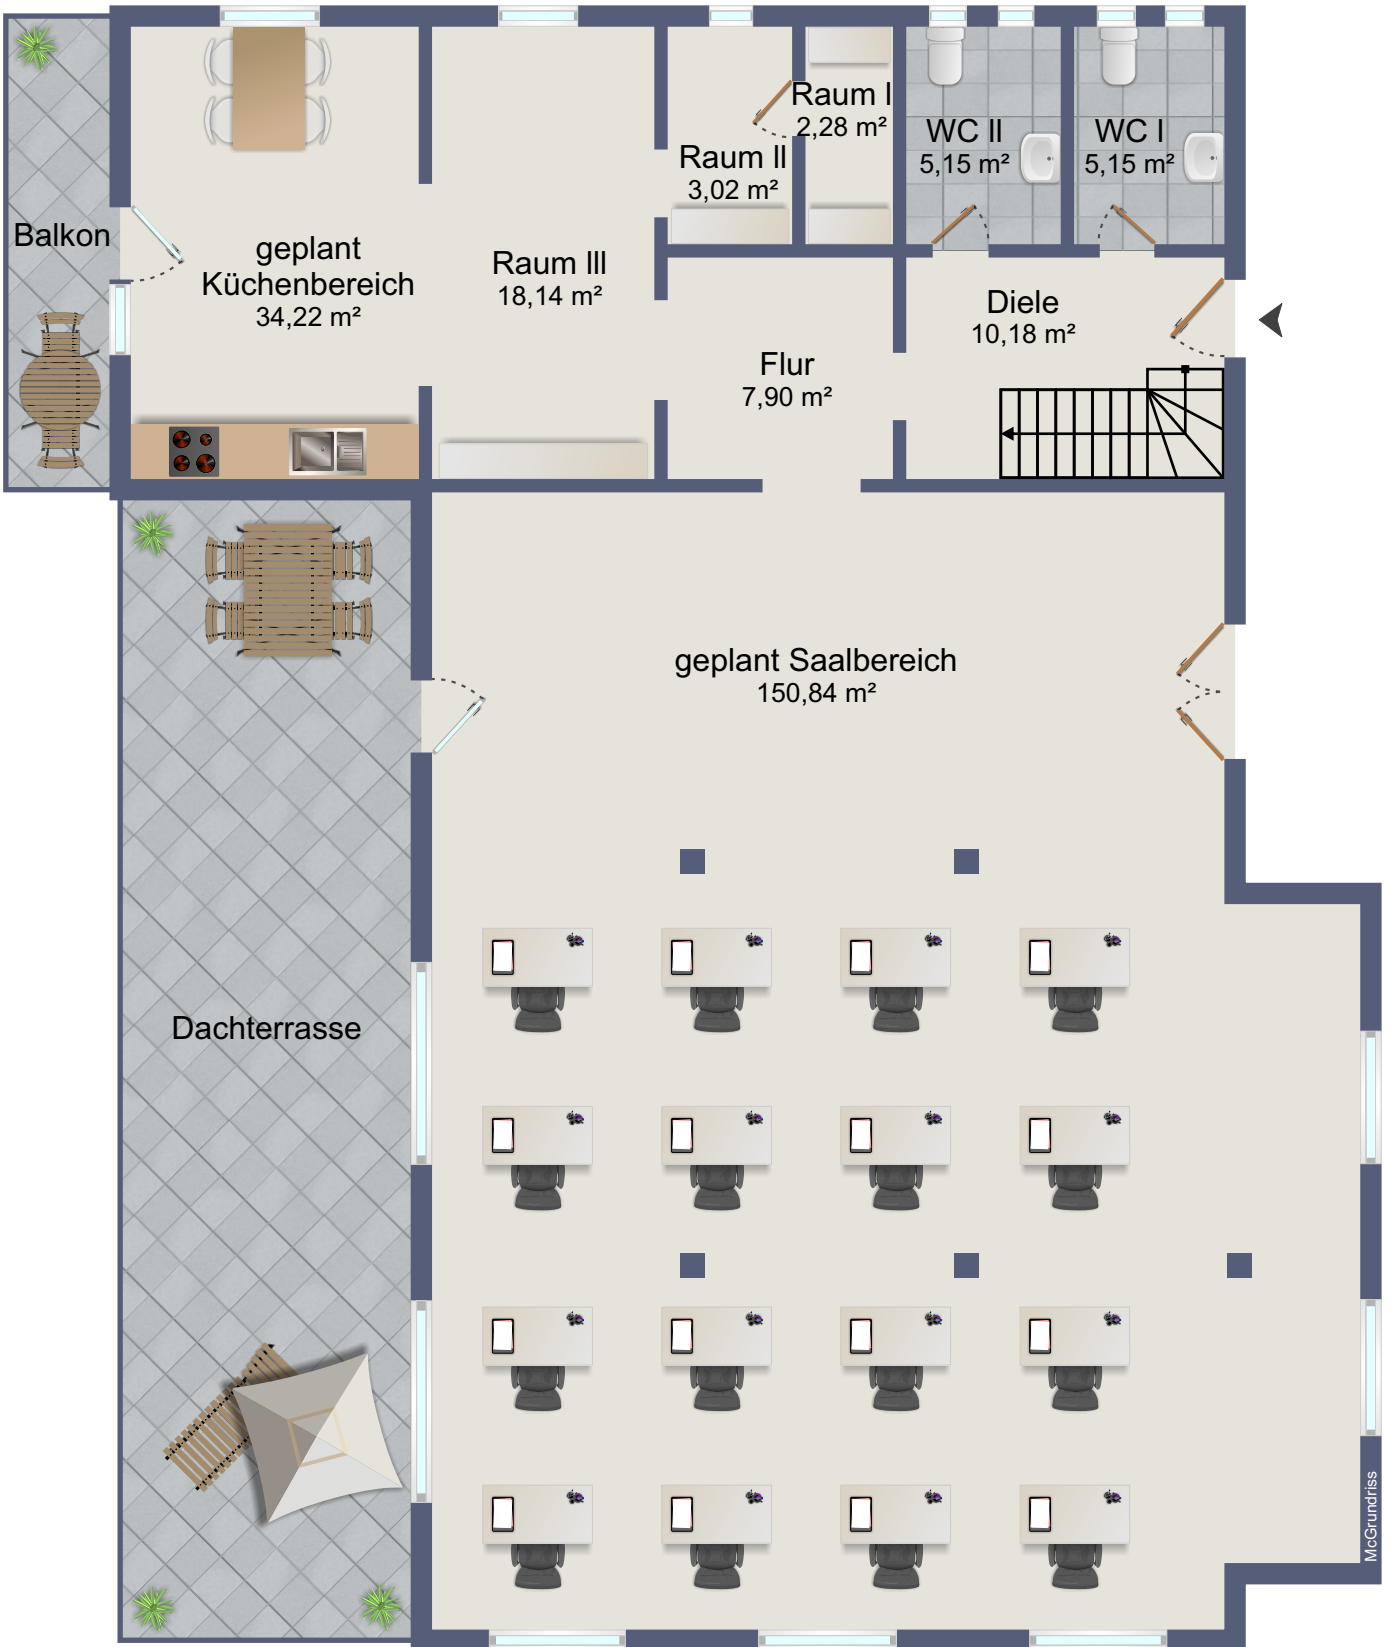 Raum I
2,28 m²
WC II
5,15 m²
WC I
5,15 m²
Raum II
3,02 m²
Balkon
geplant
Küchenbereich
34,22 m²
Raum III
18,14 m²
Diele
10,18 m²
Flur
7,90 m²
geplant Saalbereich
150,84 m²
Dachterrasse
McGrundriss